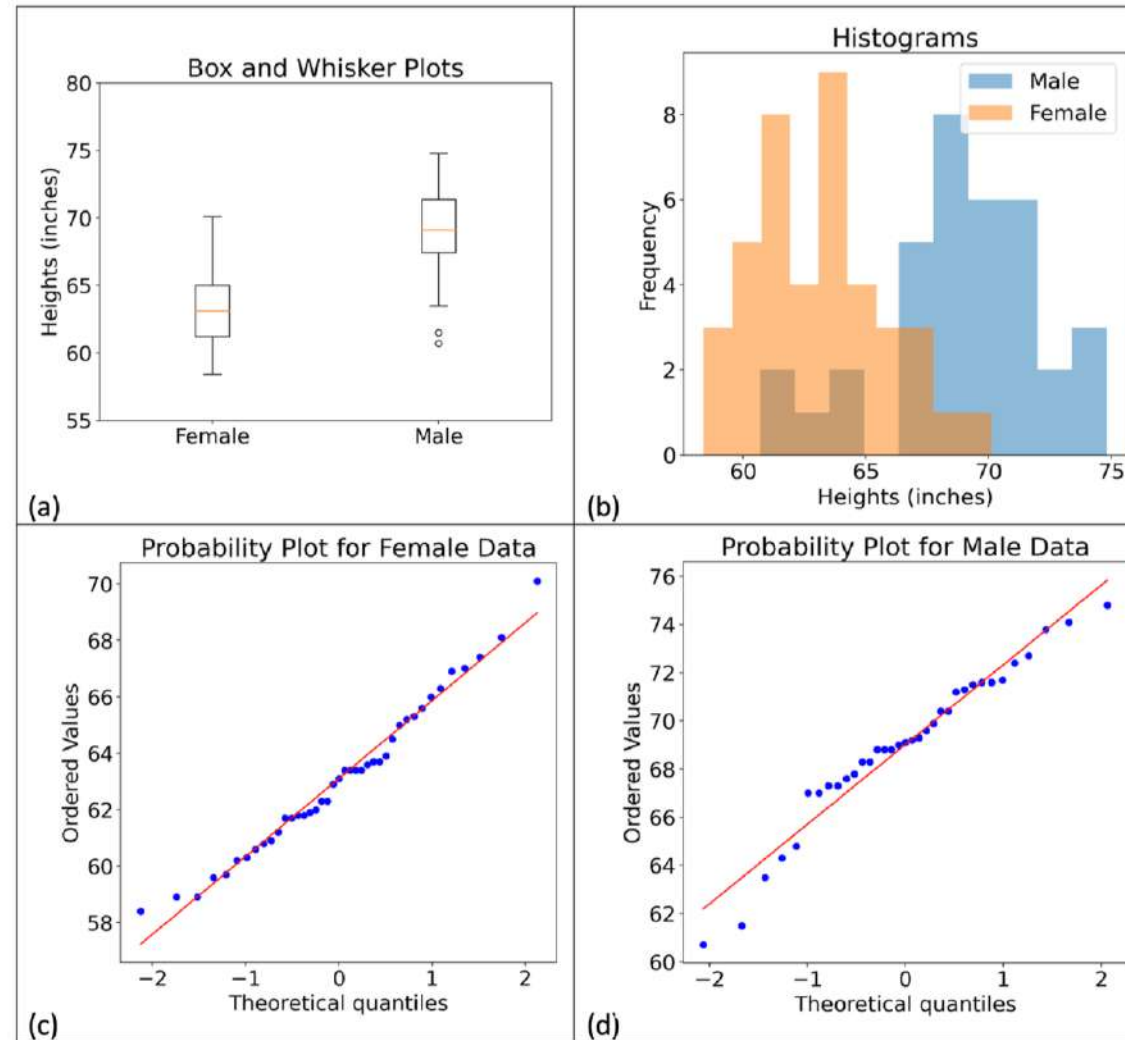 Box and Whisker Plots
80
75
70
65
60
55
Heights (inches)
Female
Male
(a)
Histograms
Male
Female
8
6
4
2
0
Frequency
60
65
70
75
Heights (inches)
(b)
Probability Plot for Female Data
70
68
66
64
62
60
58
Ordered Values
−2
−1
0
1
2
Theoretical quantiles
(c)
Probability Plot for Male Data
76
74
72
70
68
66
64
62
60
Ordered Values
−2
−1
0
1
2
Theoretical quantiles
(d)